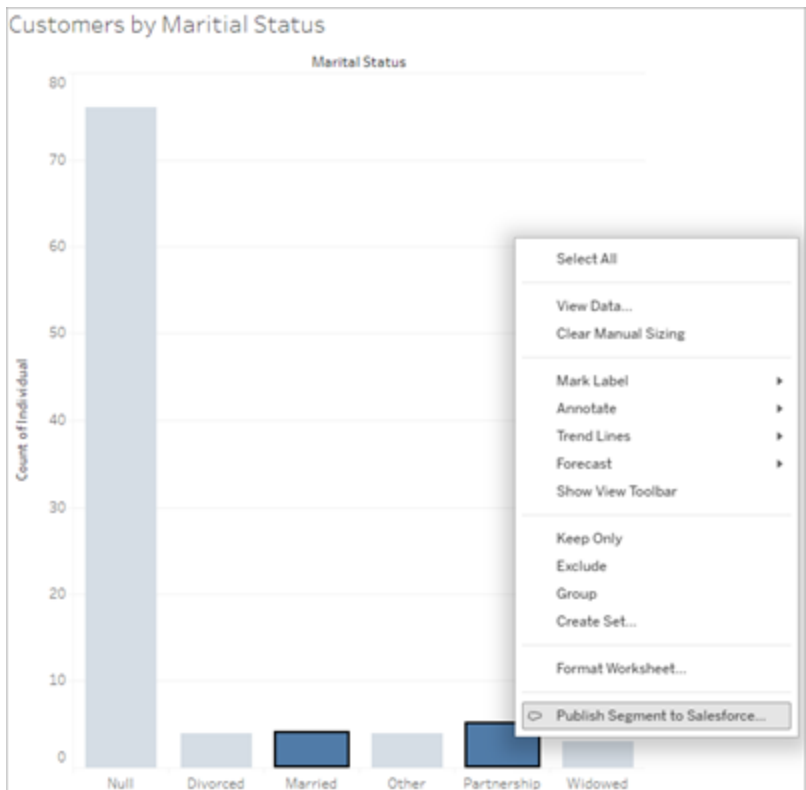 Customers by Maritial Status
Marital Status
80
70
60
50
40
30
20
10
0
Count of Individual
Null
Divorced
Married
Other
Partnership
Widowed
Select All
View Data...
Clear Manual Sizing
Mark Label
Annotate
Trend Lines
Forecast
Show View Toolbar
Keep Only
Exclude
Group
Create Set...
Format Worksheet...
Publish Segment to Salesforce...